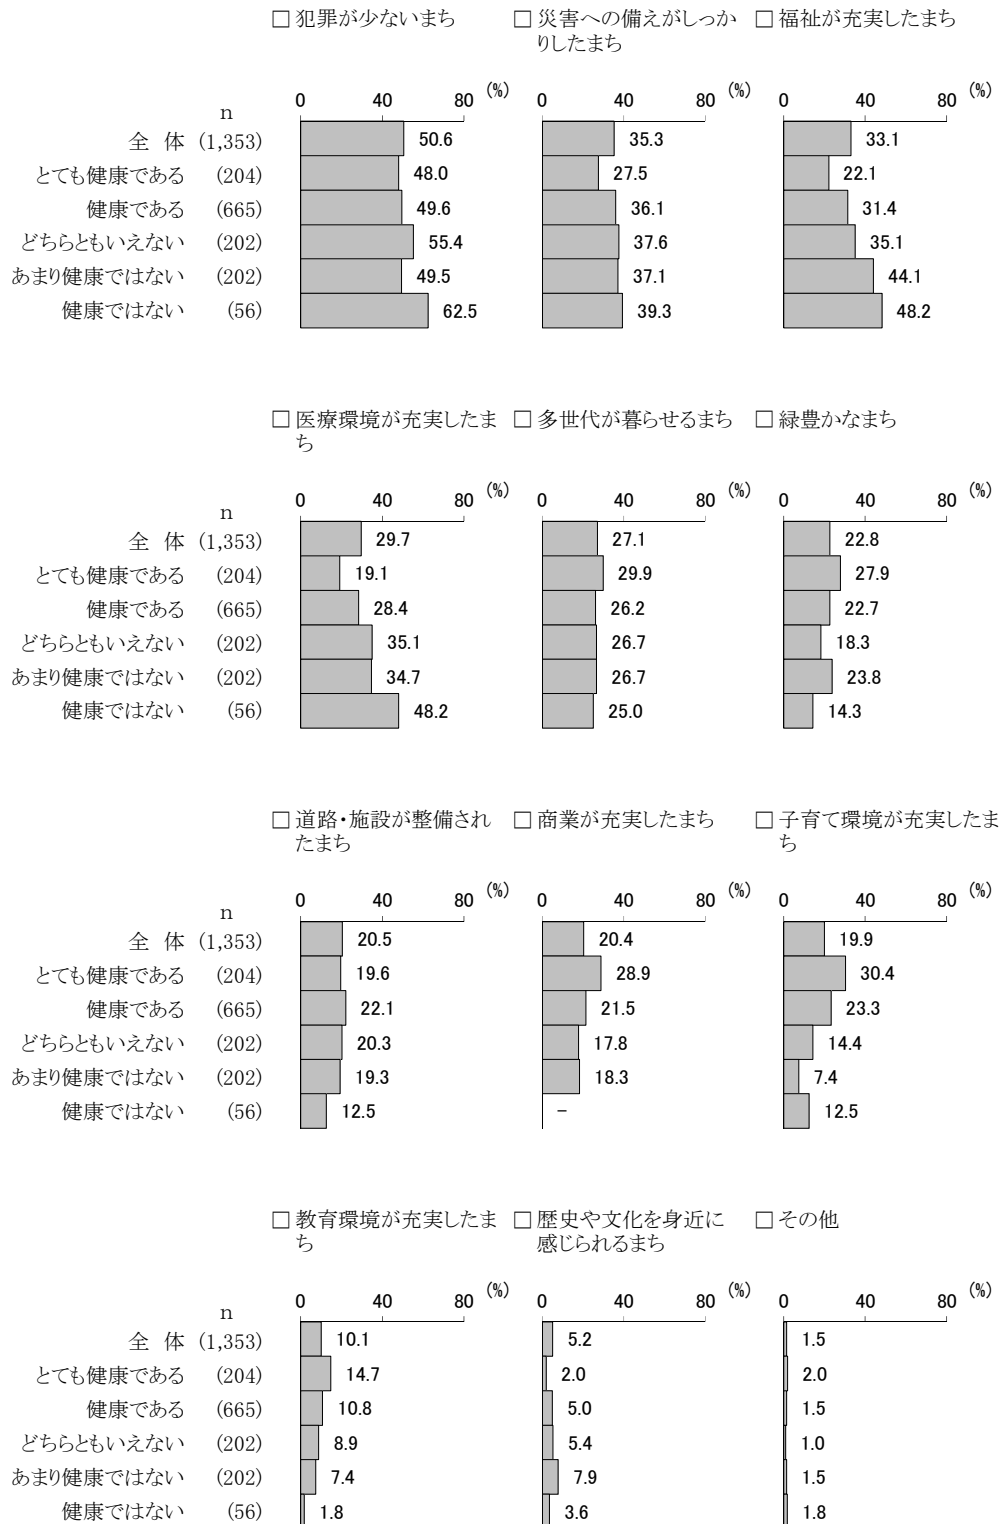 □ 犯罪が少ないまち □ 災害への備えがしっか □ 福祉が充実したまち
りしたまち
0 40 80 (%) 0 40 80 (%) 0 40 80 (%)
n
全 体 (1,353) 50.6 35.3 33.1
とても健康である (204) 48.0 27.5 22.1
健康である (665) 49.6 36.1 31.4
どちらともいえない (202) 55.4 37.6 35.1
あまり健康ではない (202) 49.5 37.1 44.1
健康ではない (56) 62.5 39.3 48.2
□ 医療環境が充実したま □ 多世代が暮らせるまち □ 緑豊かなまち
ち
0 40 80 (%) 0 40 80 (%) 0 40 80 (%)
n
全 体 (1,353) 29.7 27.1 22.8
とても健康である (204) 19.1 29.9 27.9
健康である (665) 28.4 26.2 22.7
どちらともいえない (202) 35.1 26.7 18.3
あまり健康ではない (202) 34.7 26.7 23.8
健康ではない (56) 48.2 25.0 14.3
□ 道路・施設が整備され □ 商業が充実したまち □ 子育て環境が充実したま
たまち ち
0 40 80 (%) 0 40 80 (%) 0 40 80 (%)
n
全 体 (1,353) 20.5 20.4 19.9
とても健康である (204) 19.6 28.9 30.4
健康である (665) 22.1 21.5 23.3
どちらともいえない (202) 20.3 17.8 14.4
あまり健康ではない (202) 19.3 18.3 7.4
健康ではない (56) 12.5 - 12.5
□ 教育環境が充実したま □ 歴史や文化を身近に □ その他
ち 感じられるまち
0 40 80 (%) 0 40 80 (%) 0 40 80 (%)
n
全 体 (1,353) 10.1 5.2 1.5
とても健康である (204) 14.7 2.0 2.0
健康である (665) 10.8 5.0 1.5
どちらともいえない (202) 8.9 5.4 1.0
あまり健康ではない (202) 7.4 7.9 1.5
健康ではない (56) 1.8 3.6 1.8